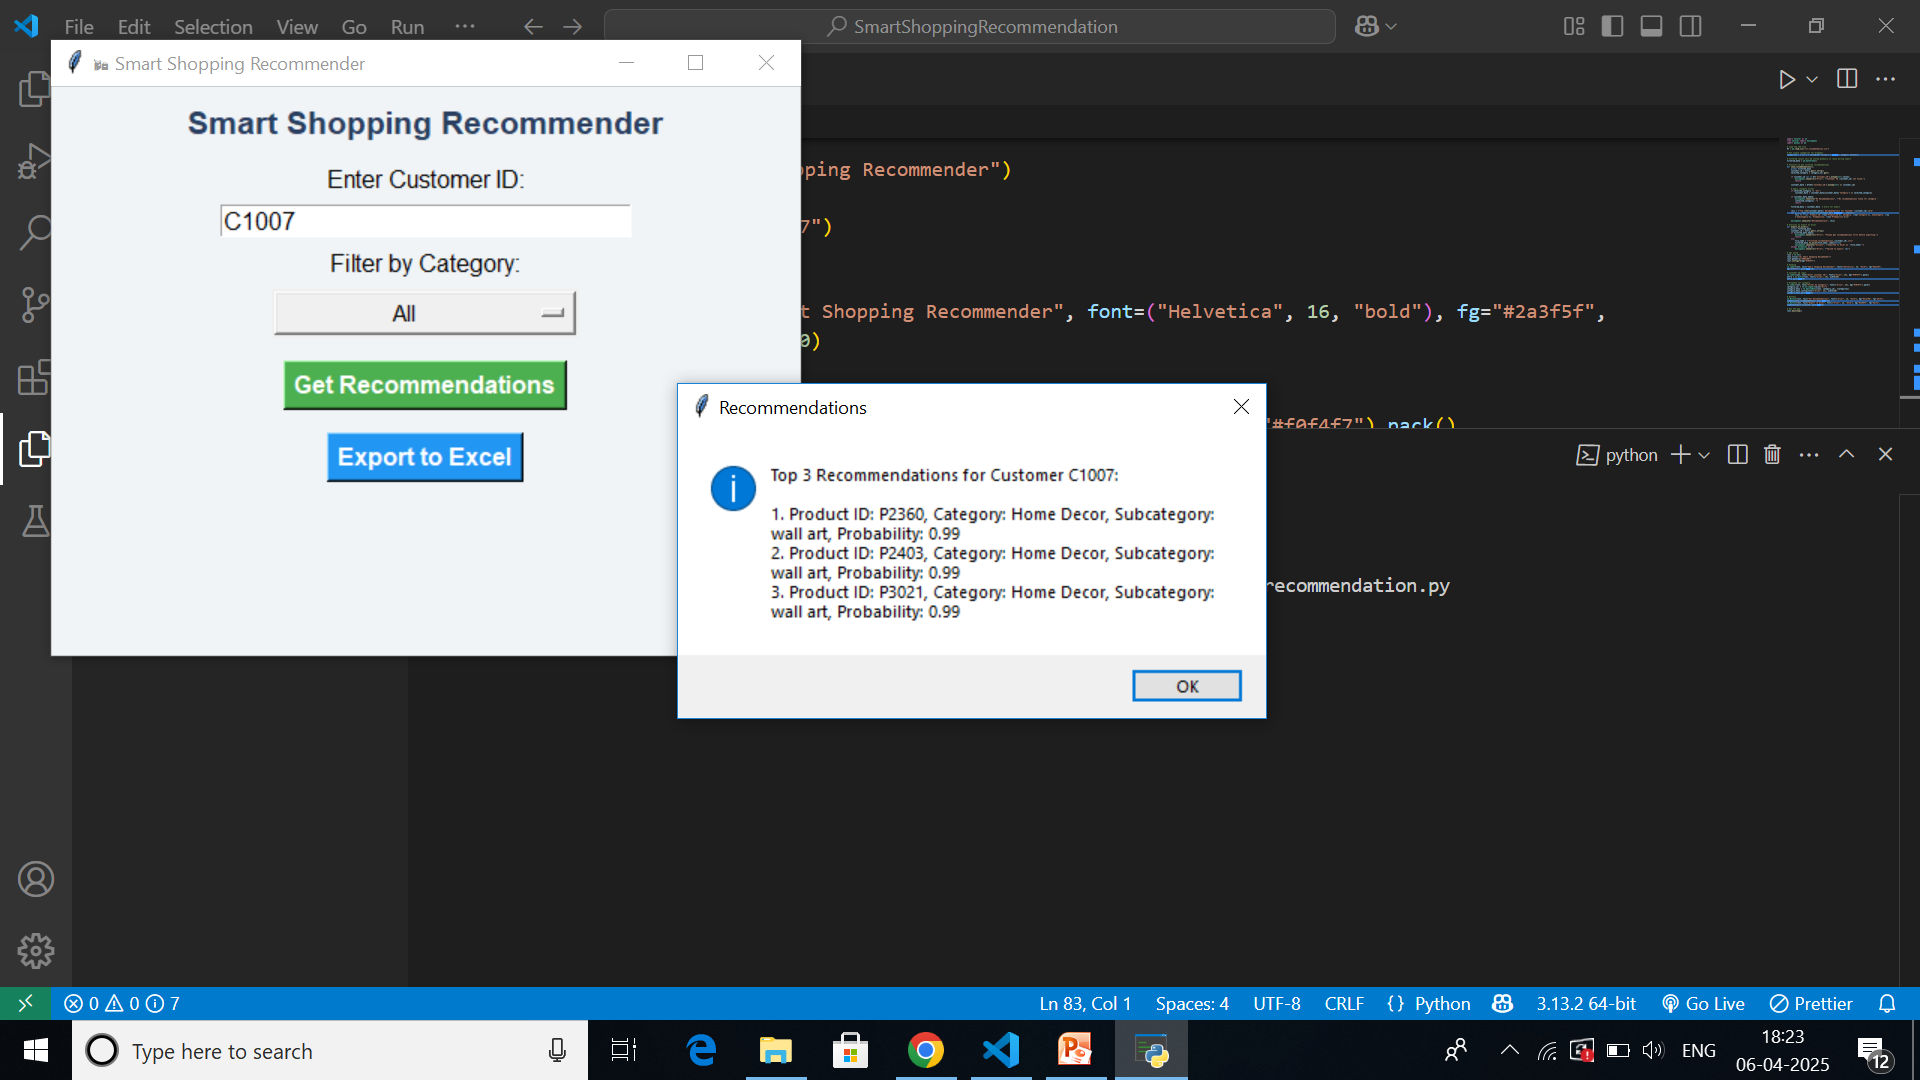 File Edit Selection View Go Run ···
SmartShoppingRecommendation
Smart Shopping Recommender
Smart Shopping Recommender
Enter Customer ID:
C1007
Filter by Category:
All
Get Recommendations
Export to Excel
pping Recommender")
7")
t Shopping Recommender", font=("Helvetica", 16, "bold"), fg="#2a3f5f",
0)
"#f0f4f7").pack()
python
recommendation.py
Recommendations
Top 3 Recommendations for Customer C1007:
1. Product ID: P2360, Category: Home Decor, Subcategory:
wall art, Probability: 0.99
2. Product ID: P2403, Category: Home Decor, Subcategory:
wall art, Probability: 0.99
3. Product ID: P3021, Category: Home Decor, Subcategory:
wall art, Probability: 0.99
OK
0 0 7
Ln 83, Col 1 Spaces: 4 UTF-8 CRLF {} Python 3.13.2 64-bit Go Live Prettier
Type here to search
ENG
18:23
06-04-2025
12